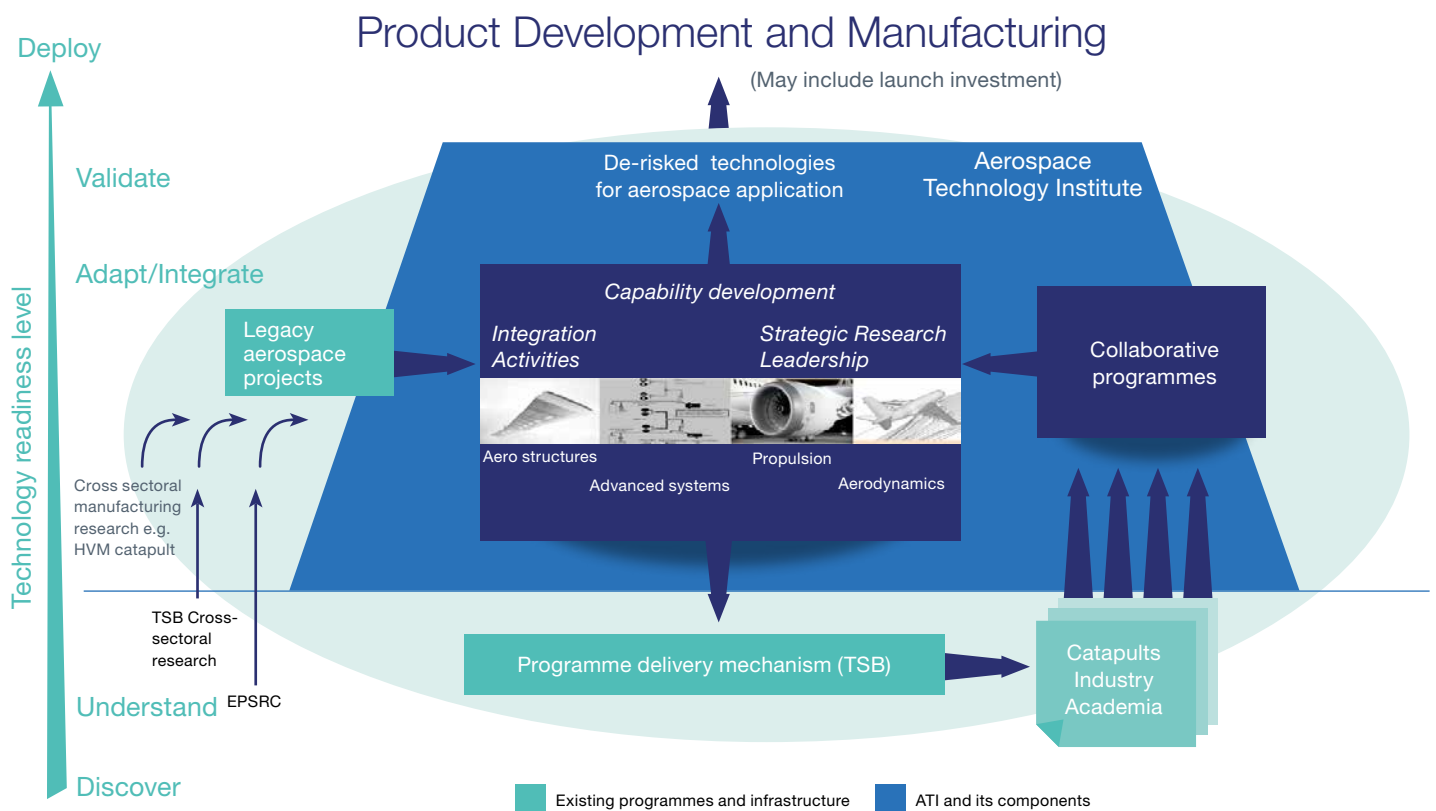 Product Development and Manufacturing
(May include launch investment)
Deploy
Validate
Adapt/Integrate
Understand
Discover
Technology readiness level
De-risked technologies
for aerospace application
Aerospace
Technology Institute
Capability development
Integration
Activities
Strategic Research
Leadership
Aero structures
Advanced systems
Propulsion
Aerodynamics
Legacy
aerospace
projects
Collaborative
programmes
Cross sectoral
manufacturing
research e.g.
HVM catapult
TSB Cross-
sectoral
research
EPSRC
Programme delivery mechanism (TSB)
Catapults
Industry
Academia
Existing programmes and infrastructure
ATI and its components